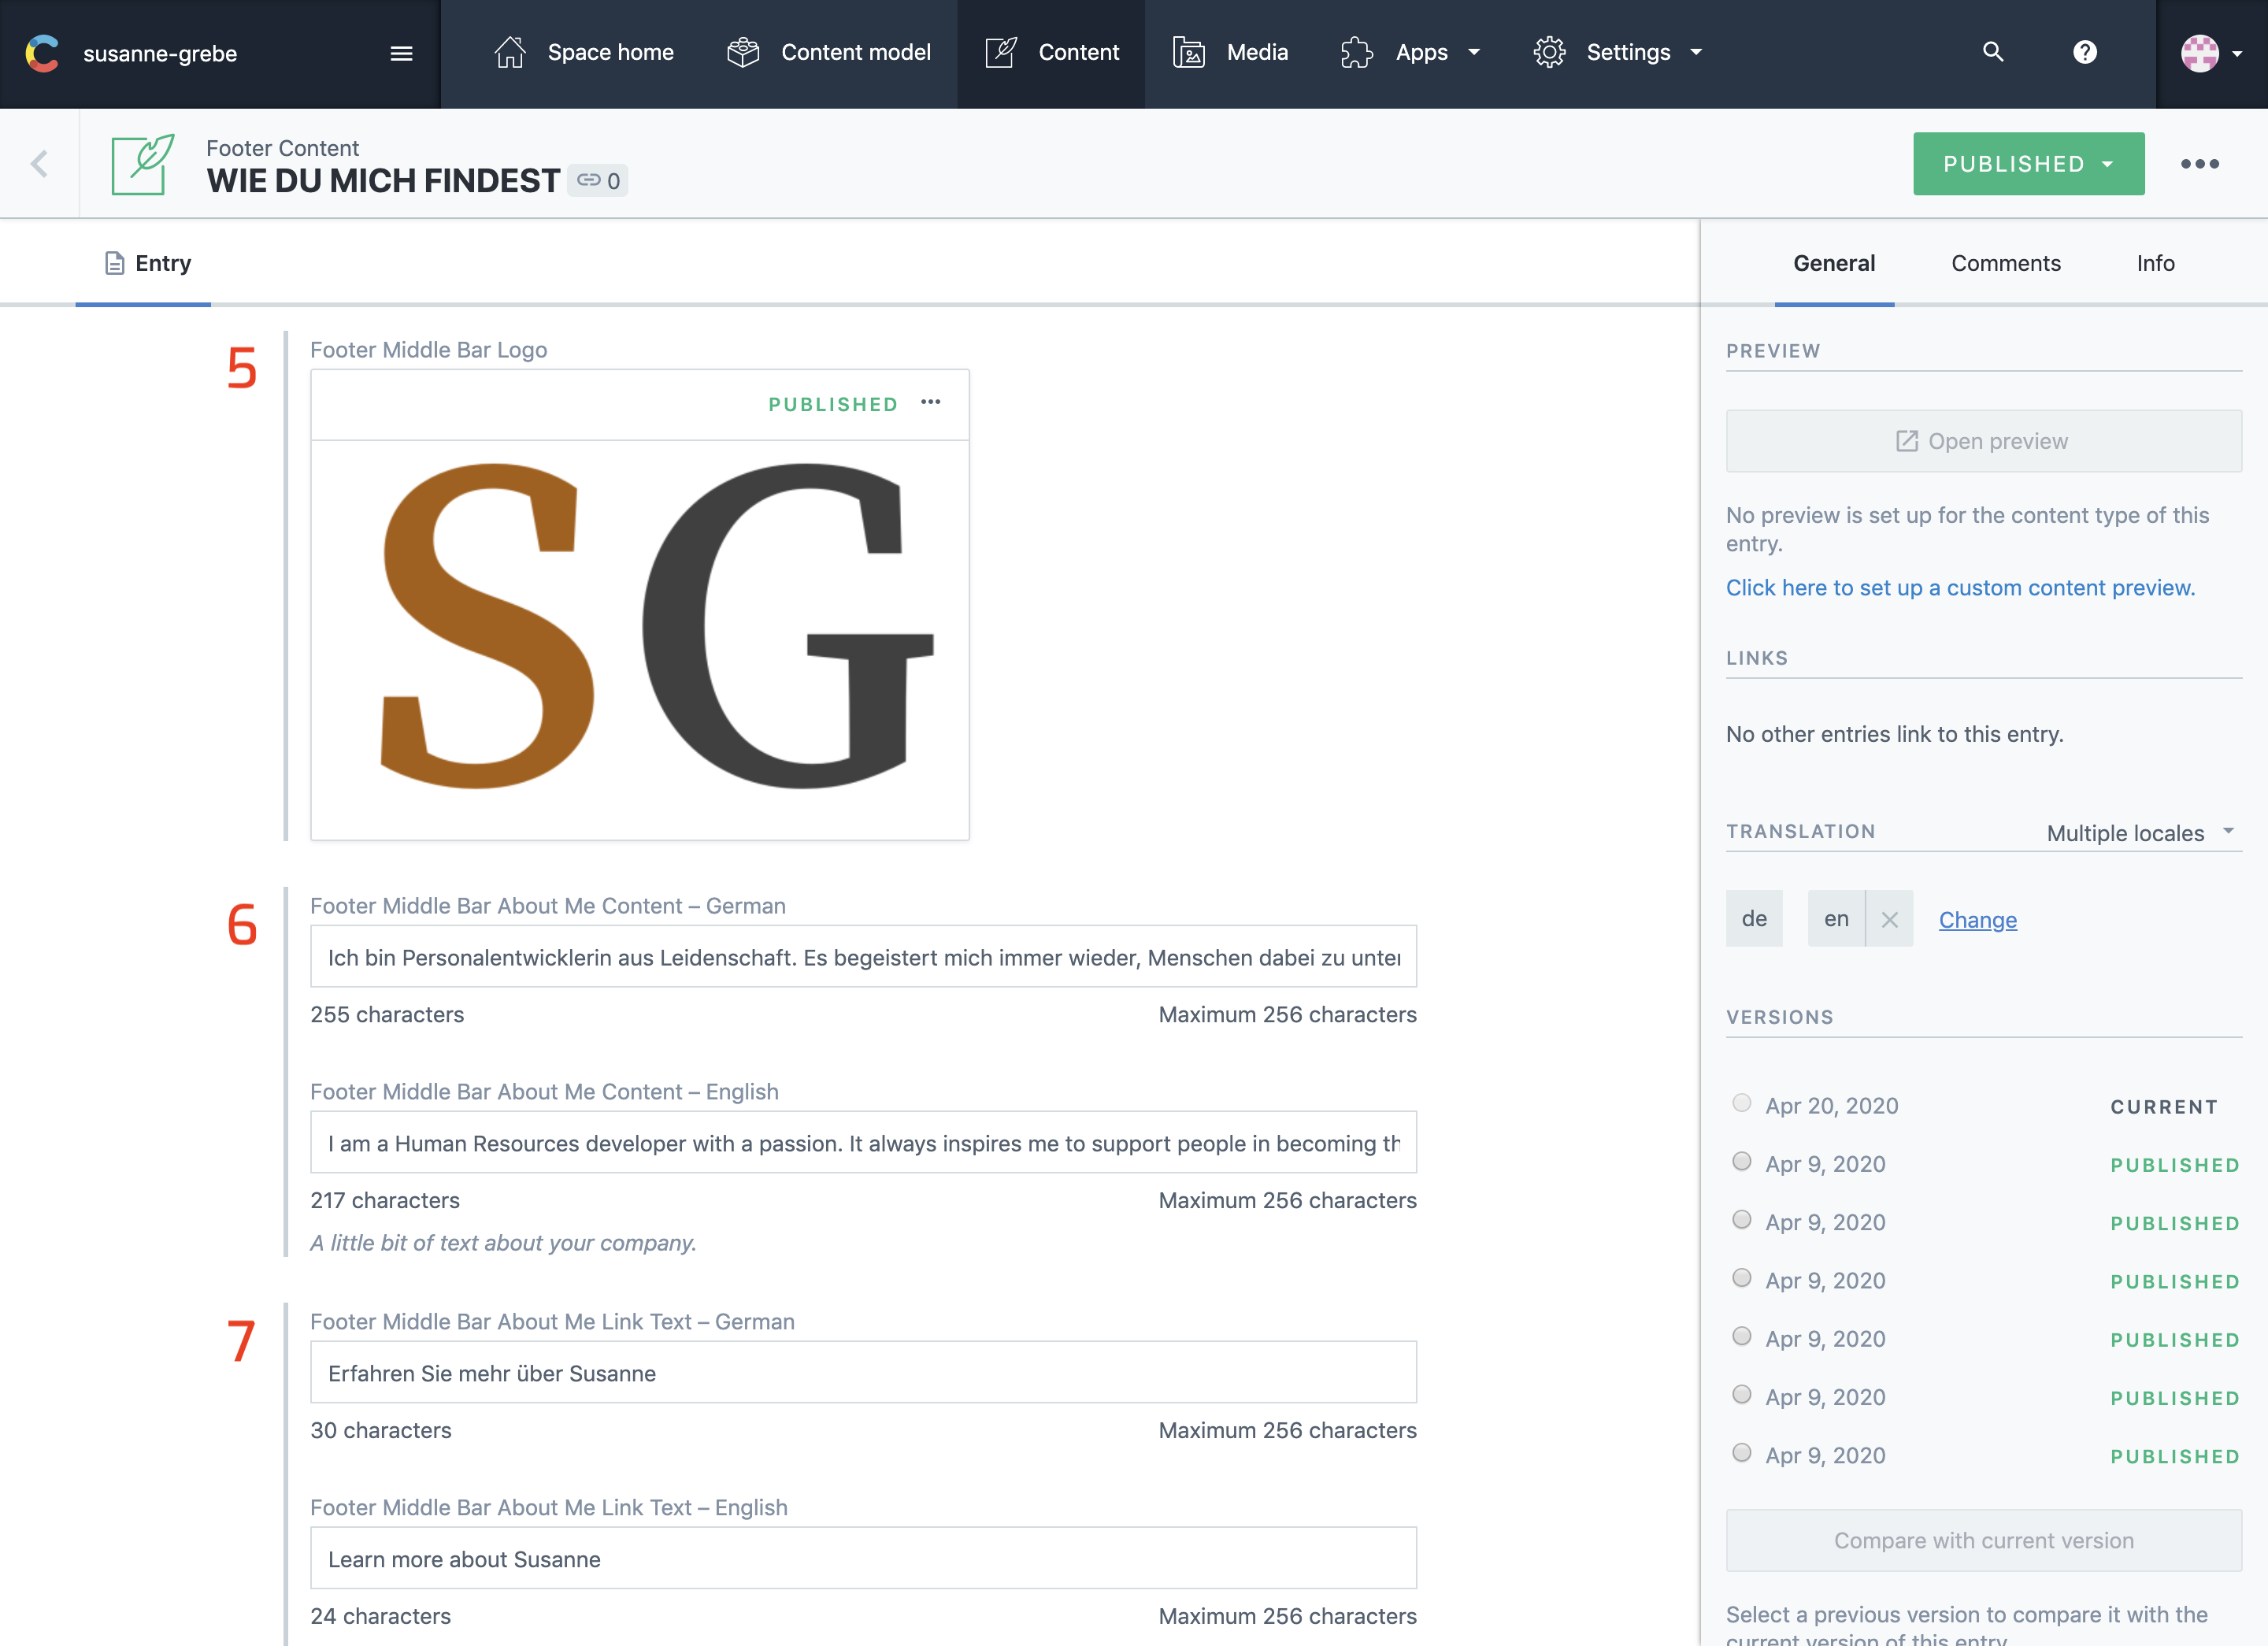 susanne-grebe
Space home
Content model
Content
Media
Apps
Settings
Footer Content
WIE DU MICH FINDEST
0
PUBLISHED
Entry
General
Comments
Info
5
Footer Middle Bar Logo
PUBLISHED
SG
6
Footer Middle Bar About Me Content – German
Ich bin Personalentwicklerin aus Leidenschaft. Es begeistert mich immer wieder, Menschen dabei zu
255 characters
Maximum 256 characters
Footer Middle Bar About Me Content – English
I am a Human Resources developer with a passion. It always inspires me to support people in becoming
217 characters
Maximum 256 characters
A little bit of text about your company.
7
Footer Middle Bar About Me Link Text – German
Erfahren Sie mehr über Susanne
30 characters
Maximum 256 characters
Footer Middle Bar About Me Link Text – English
Learn more about Susanne
24 characters
Maximum 256 characters
PREVIEW
Open preview
No preview is set up for the content type of this
entry.
Click here to set up a custom content preview.
LINKS
No other entries link to this entry.
TRANSLATION
Multiple locales
de
en
Change
VERSIONS
Apr 20, 2020 CURRENT
Apr 9, 2020 PUBLISHED
Apr 9, 2020 PUBLISHED
Apr 9, 2020 PUBLISHED
Apr 9, 2020 PUBLISHED
Apr 9, 2020 PUBLISHED
Apr 9, 2020 PUBLISHED
Compare with current version
Select a previous version to compare it with the
current version of this entry